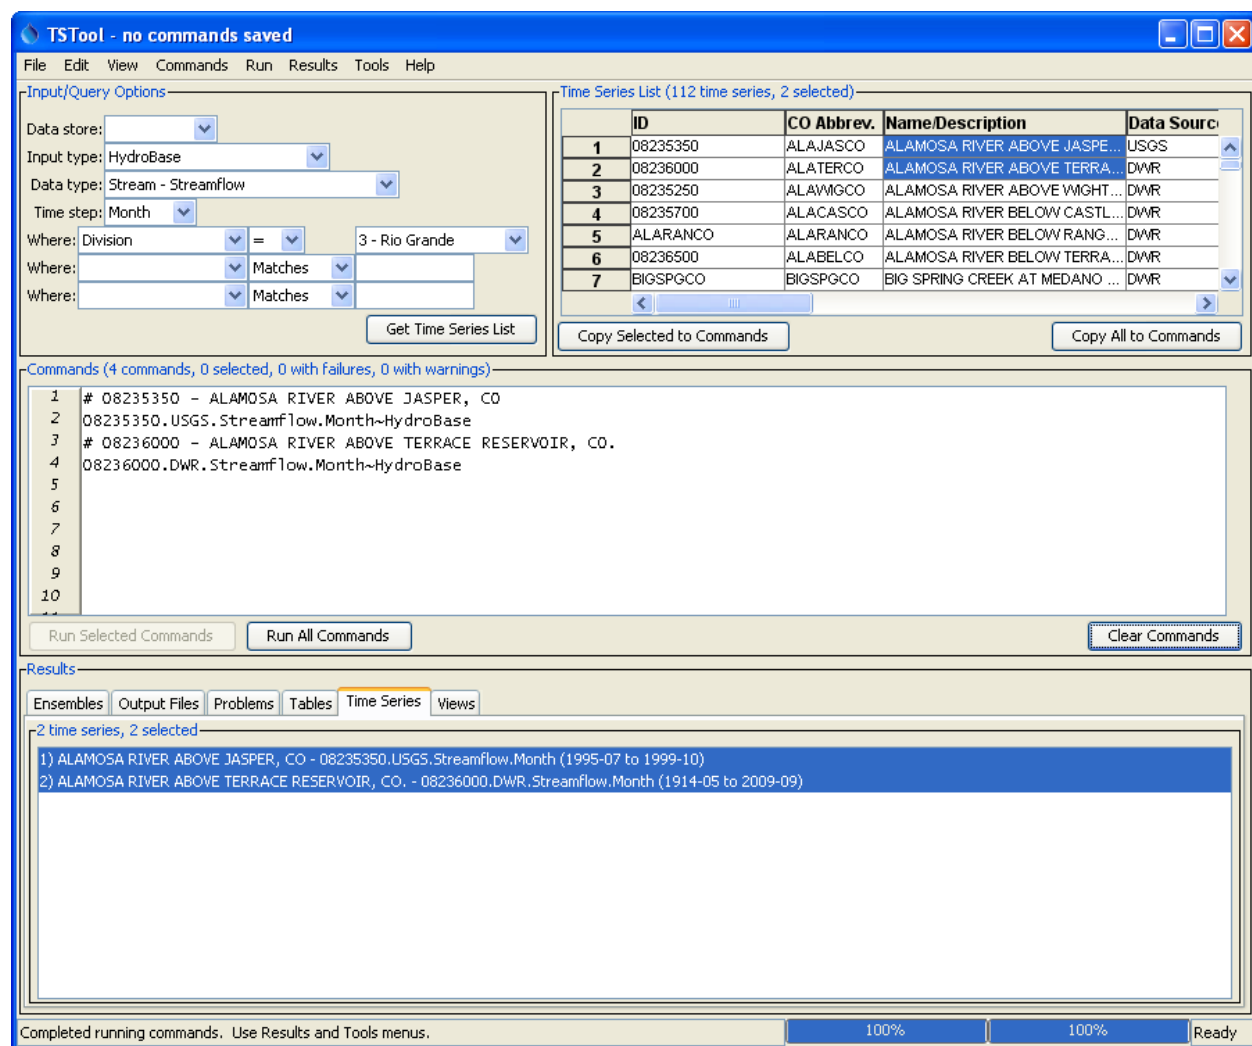 TSTool - no commands saved
File Edit View Commands Run Results Tools Help
Input/Query Options
Data store:
Input type: HydroBase
Data type: Stream - Streamflow
Time step: Month
Where: Division = 3 - Rio Grande
Where: Matches
Where: Matches
Get Time Series List
Time Series List (112 time series, 2 selected)
ID CO Abbrev. Name/Description Data Sourc
1 08235350 ALAJASCO ALAMOSA RIVER ABOVE JASPE... USGS
2 08236000 ALATERCO ALAMOSA RIVER ABOVE TERRA... DWR
3 08235250 ALAWIGCO ALAMOSA RIVER ABOVE WIGHT... DWR
4 08235700 ALACASCO ALAMOSA RIVER BELOW CASTL... DWR
5 ALARANCO ALARANCO ALAMOSA RIVER BELOW RANG... DWR
6 08236500 ALABELCO ALAMOSA RIVER BELOW TERRA... DWR
7 BIGSPGCO BIGSPGCO BIG SPRING CREEK AT MEDANO ... DWR
Copy Selected to Commands Copy All to Commands
Commands (4 commands, 0 selected, 0 with failures, 0 with warnings)
1 # 08235350 - ALAMOSA RIVER ABOVE JASPER, CO
2 08235350.USGS.Streamflow.Month~HydroBase
3 # 08236000 - ALAMOSA RIVER ABOVE TERRACE RESERVOIR, CO.
4 08236000.DWR.Streamflow.Month~HydroBase
5
6
7
8
9
10
Run Selected Commands Run All Commands Clear Commands
Results
Ensembles Output Files Problems Tables Time Series Views
2 time series, 2 selected
1) ALAMOSA RIVER ABOVE JASPER, CO - 08235350.USGS.Streamflow.Month (1995-07 to 1999-10)
2) ALAMOSA RIVER ABOVE TERRACE RESERVOIR, CO. - 08236000.DWR.Streamflow.Month (1914-05 to 2009-09)
Completed running commands. Use Results and Tools menus. 100% 100% Ready